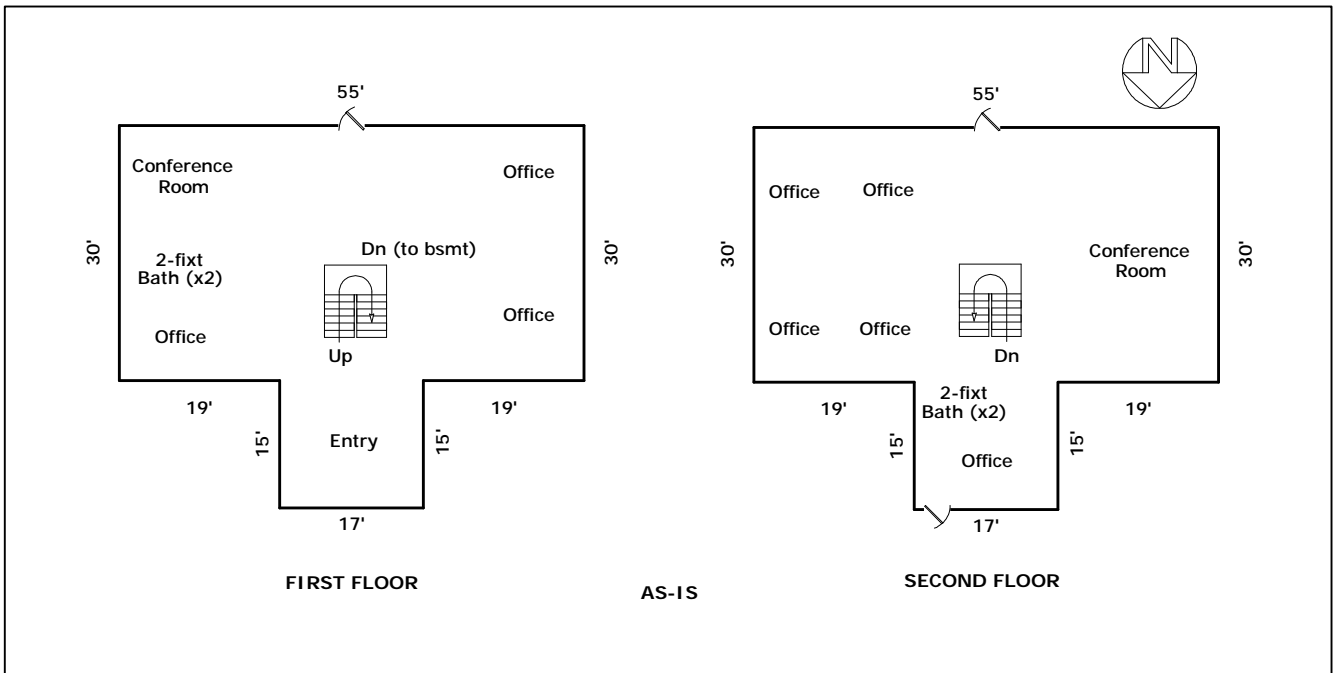 N
55'
Conference
Room
Office
30'
30'
Dn (to bsmt)
2-fixt
Bath (x2)
Office
Office
Up
19'
19'
15'
15'
Entry
17'
FIRST FLOOR
55'
Office
Office
30'
30'
Conference
Room
Office
Office
Dn
2-fixt
Bath (x2)
19'
19'
15'
15'
Office
17'
SECOND FLOOR
AS-IS